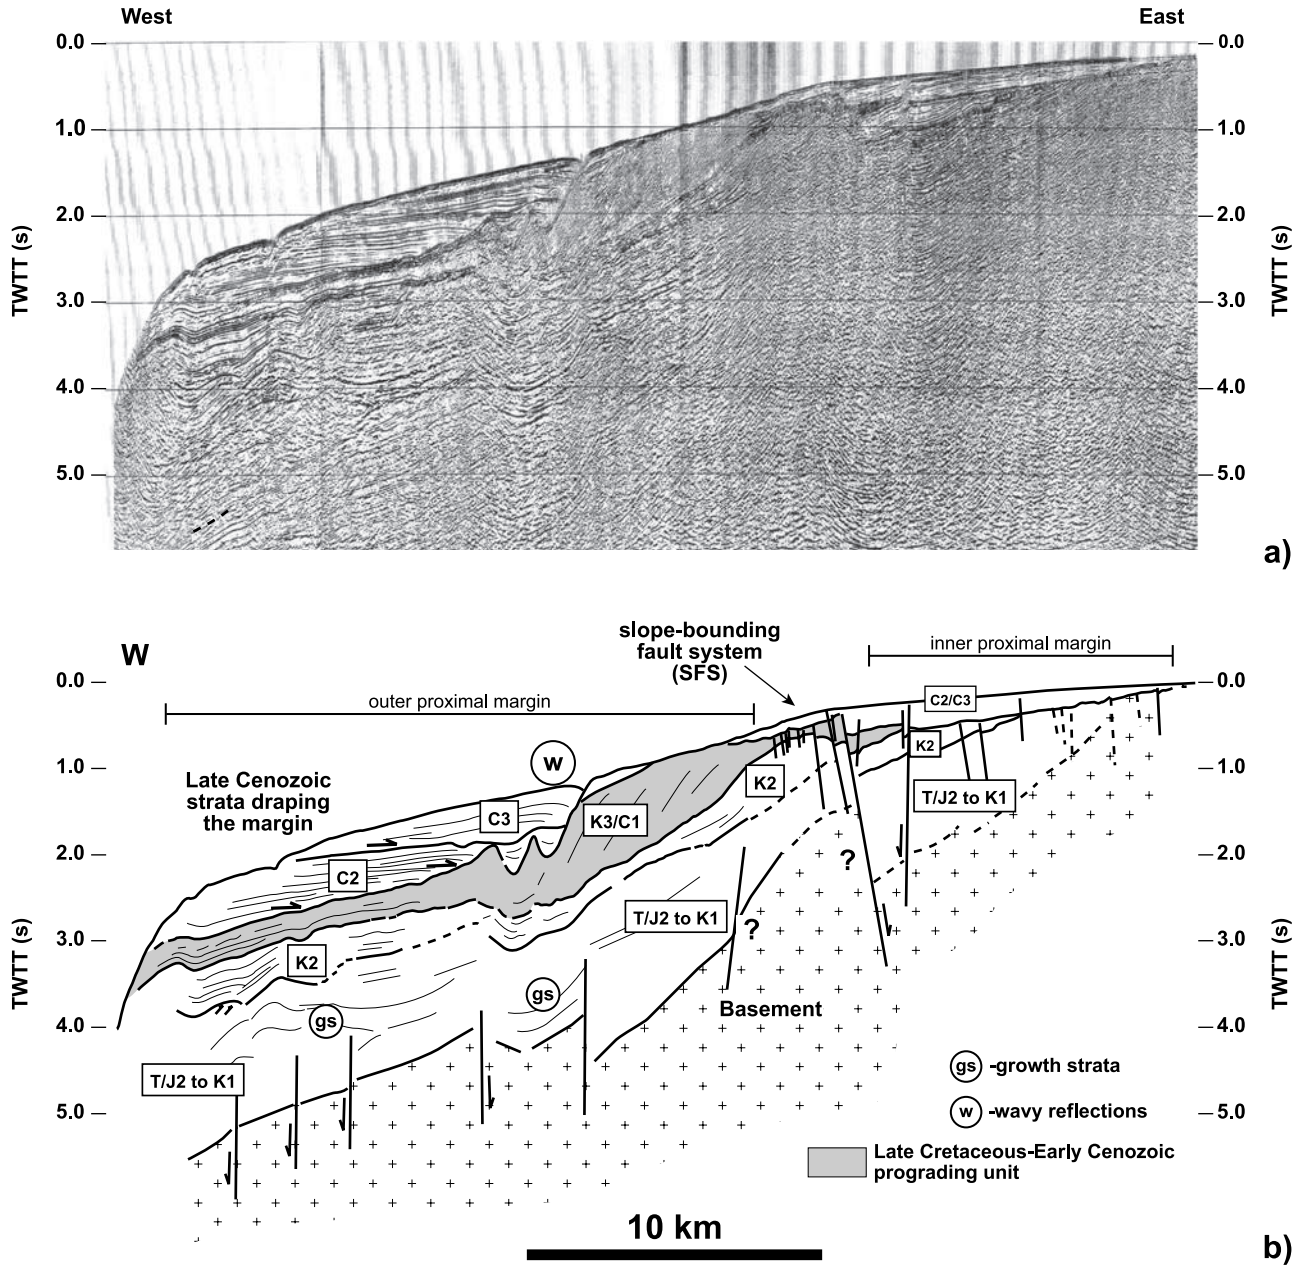 West
East
0.0
0.0
1.0
1.0
2.0
2.0
TWTT (s)
TWTT (s)
3.0
3.0
4.0
4.0
5.0
5.0
a)
slope-bounding
fault system
(SFS)
W
inner proximal margin
0.0
0.0
outer proximal margin
C2/C3
K2
w
1.0
K2
1.0
Late Cenozoic
strata draping
the margin
T/J2 to K1
C3
K3/C1
2.0
?
2.0
C2
T/J2 to K1
?
TWTT (s)
TWTT (s)
3.0
3.0
K2
gs
Basement
4.0
gs
4.0
gs -growth strata
T/J2 to K1
5.0
w -wavy reflections
5.0
Late Cretaceous-Early Cenozoic
prograding unit
10 km
b)